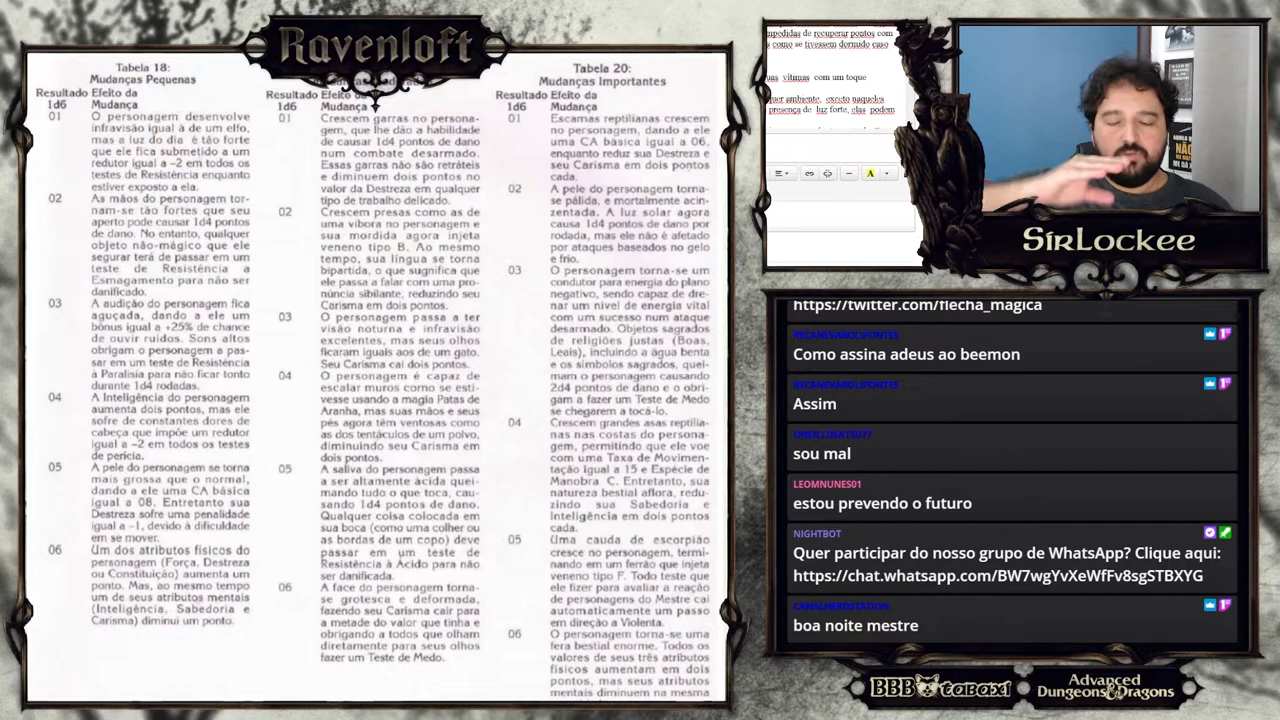 Ravenloft
Tabela 18:
Mudanças Pequenas
Resultado Efeito da
1d6 Mudança
01 O personagem desenvolve
infravisão igual à de um elfo,
mas a luz do dia é tão forte
que ele fica submetido a um
redutor igual a −2 em todos os
testes de Resistência enquanto
estiver exposto a ela.
02 As mãos do personagem tor-
nam-se tão fortes que seu
aperto pode causar 1d4 pontos
de dano. No entanto, qualquer
objeto não-mágico que ele
segurar terá de passar em um
teste de Resistência a
Esmagamento para não ser
danificado.
03 A audição do personagem fica
aguçada, dando a ele um
bônus igual a +25% de chance
de ouvir ruídos. Sons altos
obrigam o personagem a pas-
sar em um teste de Resistência
à Paralisia para não ficar tonto
durante 1d4 rodadas.
04 A Inteligência do personagem
aumenta dois pontos, mas ele
sofre de constantes dores de
cabeça que impõe um redutor
igual a −2 em todos os testes
de perícia.
05 A pele do personagem se torna
mais grossa que o normal,
dando a ele uma CA básica
igual a 08. Entretanto sua
Destreza sofre uma penalidade
igual a −1, devido à dificuldade
em se mover.
06 Um dos atributos físicos do
personagem (Força, Destreza
ou Constituição) aumenta um
ponto. Mas, ao mesmo tempo
um de seus atributos mentais
(Inteligência, Sabedoria e
Carisma) diminui um ponto.
Resultado Efeito da
1d6 Mudança
01 Crescem garras no persona-
gem, que lhe dão a habilidade
de causar 1d4 pontos de dano
num combate desarmado.
Essas garras não são retráteis
e diminuem dois pontos no
valor da Destreza em qualquer
tipo de trabalho delicado.
02 Crescem presas como as de
uma víbora no personagem e
sua mordida agora injeta
veneno tipo B. Ao mesmo
tempo, sua língua se torna
bipartida, o que sugnifica que
ele passa a falar com uma pro-
núncia sibilante, reduzindo seu
Carisma em dois pontos.
03 O personagem passa a ter
visão noturna e infravisão
excelentes, mas seus olhos
ficaram iguais aos de um gato.
Seu Carisma cai dois pontos.
04 O personagem é capaz de
escalar muros como se esti-
vesse usando a magia Patas de
Aranha, mas suas mãos e seus
pés agora têm ventosas como
as dos tentáculos de um polvo,
diminuindo seu Carisma em
dois pontos.
05 A saliva do personagem passa
a ser altamente ácida quei-
mando tudo o que toca, cau-
sando 1d4 pontos de dano.
Qualquer coisa colocada em
sua boca (como uma colher ou
as bordas de um copo) deve
passar em um teste de
Resistência à Ácido para não
ser danificada.
06 A face do personagem torna-
se grotesca e deformada,
fazendo seu Carisma cair para
a metade do valor que tinha e
obrigando a todos que olham
diretamente para seus olhos
fazer um Teste de Medo.
Tabela 20:
Mudanças Importantes
Resultado Efeito da
1d6 Mudança
01 Escamas reptilianas crescem
no personagem, dando a ele
uma CA básica igual a 06,
enquanto reduz sua Destreza e
seu Carisma em dois pontos
cada.
02 A pele do personagem torna-
se pálida, e mortalmente acin-
zentada. A luz solar agora
causa 1d4 pontos de dano por
rodada, mas ele não é afetado
por ataques baseados no gelo
e frio.
03 O personagem torna-se um
condutor para energia do plano
negativo, sendo capaz de dre-
nar um nível de energia vital
com um sucesso num ataque
desarmado. Objetos sagrados
de religiões justas (Boas,
Leais), incluindo a água benta
e os símbolos sagrados, quei-
mam o personagem causando
2d4 pontos de dano e o obri-
gam a fazer um Teste de Medo
se chegarem a tocá-lo.
04 Crescem grandes asas reptilia-
nas nas costas do persona-
gem, permitindo que ele voe
com uma Taxa de Movimen-
tação igual a 15 e Espécie de
Manobra C. Entretanto, sua
natureza bestial aflora, redu-
zindo sua Sabedoria e
Inteligência em dois pontos
cada.
05 Uma cauda de escorpião
cresce no personagem, termi-
nando em um ferrão que injeta
veneno tipo F. Todo teste que
ele fizer para avaliar a reação
de personagens do Mestre cai
automaticamente um passo
em direção a Violenta.
06 O personagem torna-se uma
fera bestial enorme. Todos os
valores de seus três atributos
físicos aumentam em dois
pontos, mas seus atributos
mentais diminuem na mesma
mpedidas de recuperar pontos com
como se tivessem dormido caso
uas vítimas com um toque
quer ambiente, exceto naqueles
presença de luz forte, elas podem
SirLockee
https://twitter.com/flecha_magica
RECANEVARDLIPONTES
Como assina adeus ao beemon
RECANEVARDLIPONTES
Assim
sou mal
LEOMNUNES01
estou prevendo o futuro
NIGHTBOT
Quer participar do nosso grupo de WhatsApp? Clique aqui:
https://chat.whatsapp.com/BW7wgYvXeWfFv8sgSTBXYG
CANALNERDSTATION
boa noite mestre
BBB tabaxi
Advanced
Dungeons & Dragons